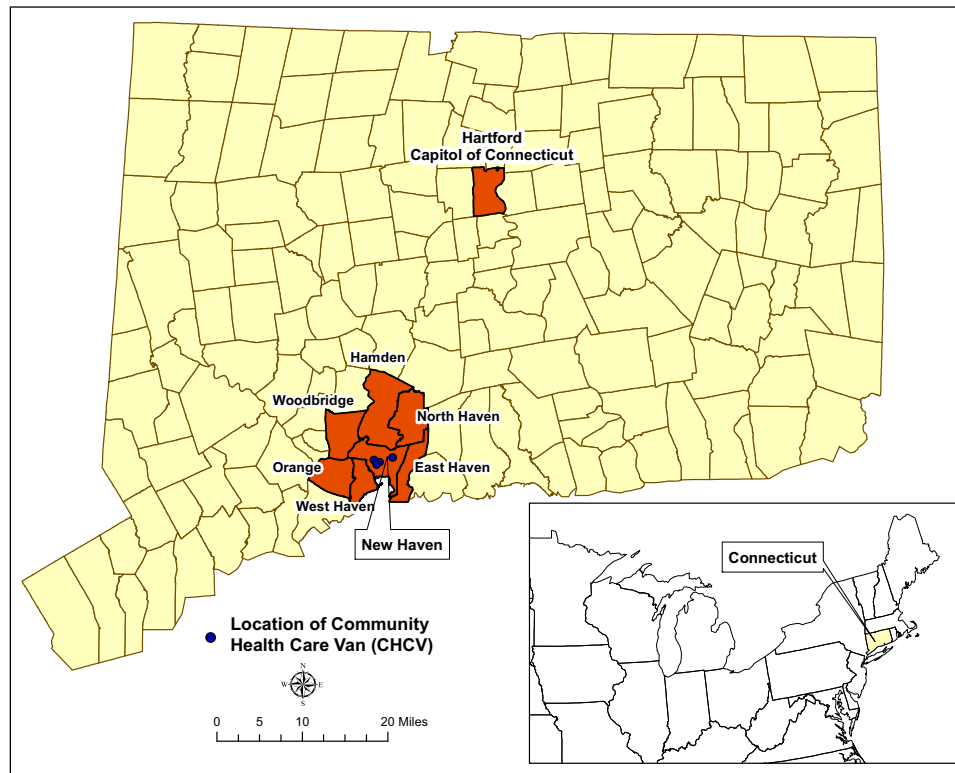 Hartford
Capitol of Connecticut
Hamden
Woodbridge
North Haven
Orange
East Haven
West Haven
New Haven
Connecticut
Location of Community
Health Care Van (CHCV)
N
W E
S
0 5 10 20 Miles